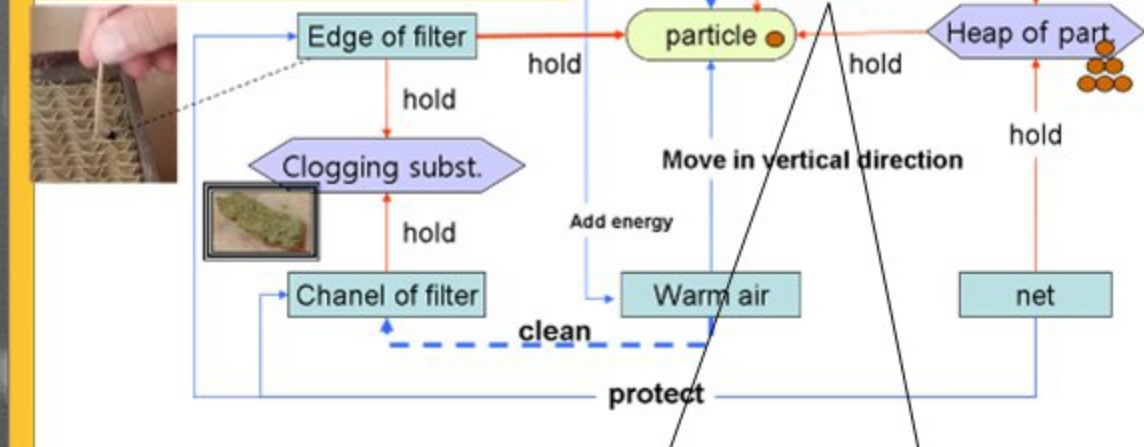 Edge of filter
particle
Heap of part.
hold
hold
hold
hold
Clogging subst.
Move in vertical direction
hold
Add energy
Chanel of filter
Warm air
net
clean
protect